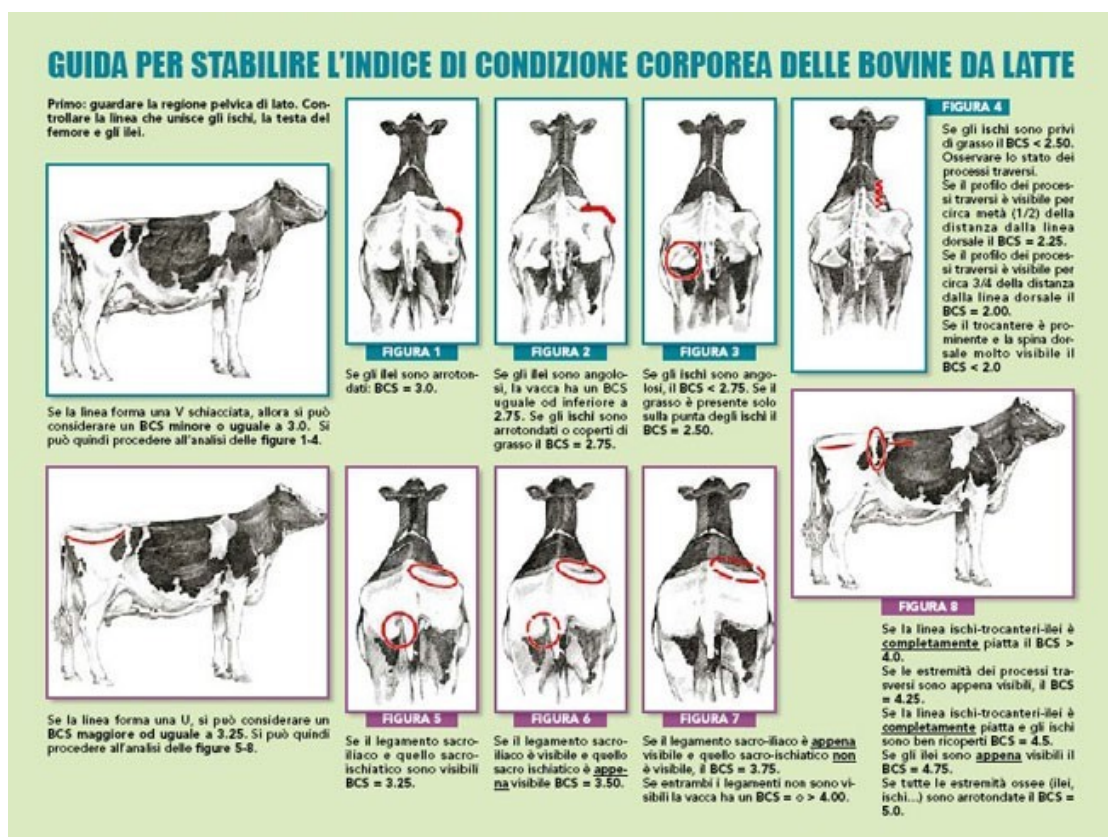 GUIDA PER STABILIRE L'INDICE DI CONDIZIONE CORPOREA DELLE BOVINE DA LATTE
Primo: guardare la regione pelvica di lato. Con-
trollare la linea che unisce gli ischi, la testa del
femore e gli ilei.
Se la linea forma una V schiacciata, allora si può
considerare un BCS minore o uguale a 3.0. Si
può quindi procedere all'analisi delle figure 1-4.
FIGURA 1
Se gli ilei sono arroton-
dati: BCS = 3.0.
FIGURA 2
Se gli ilei sono angolo-
si, la vacca ha un BCS
uguale od inferiore a
2.75. Se gli ischi sono
arrotondati o coperti di
grasso il BCS = 2.75.
FIGURA 3
Se gli ischi sono ango-
losi, il BCS < 2.75. Se il
grasso è presente solo
sulla punta degli ischi il
BCS = 2.50.
FIGURA 4
Se gli ischi sono privi
di grasso il BCS < 2.50.
Osservare lo stato dei
processi traversi.
Se il profilo dei proces-
si traversi è visibile per
circa metà (1/2) della
distanza dalla linea
dorsale il BCS = 2.25.
Se il profilo dei proces-
si traversi è visibile per
circa 3/4 della distanza
dalla linea dorsale il
BCS = 2.00.
Se il trocantere è pro-
minente e la spina dor-
sale molto visibile il
BCS < 2.0
Se la linea forma una U, si può considerare un
BCS maggiore od uguale a 3.25. Si può quindi
procedere all'analisi delle figure 5-8.
FIGURA 5
Se il legamento sacro-
iliaco e quello sacro-
ischiatico sono visibili
BCS = 3.25.
FIGURA 6
Se il legamento sacro-
iliaco è visibile e quello
sacro ischiatico è appe-
na visibile BCS = 3.50.
FIGURA 7
Se il legamento sacro-iliaco è appena
visibile e quello sacro-ischiatico non
è visibile, il BCS = 3.75.
Se entrambi i legamenti non sono vi-
sibili la vacca ha un BCS = o > 4.00.
FIGURA 8
Se la linea ischi-trocanteri-ilei è
completamente piatta il BCS >
4.0.
Se le estremità dei processi tra-
sversi sono appena visibili, il BCS
= 4.25.
Se la linea ischi-trocanteri-ilei è
completamente piatta e gli ischi
sono ben ricoperti BCS = 4.5.
Se gli ilei sono appena visibili il
BCS = 4.75.
Se tutte le estremità ossee (ilei,
ischi...) sono arrotondate il BCS =
5.0.